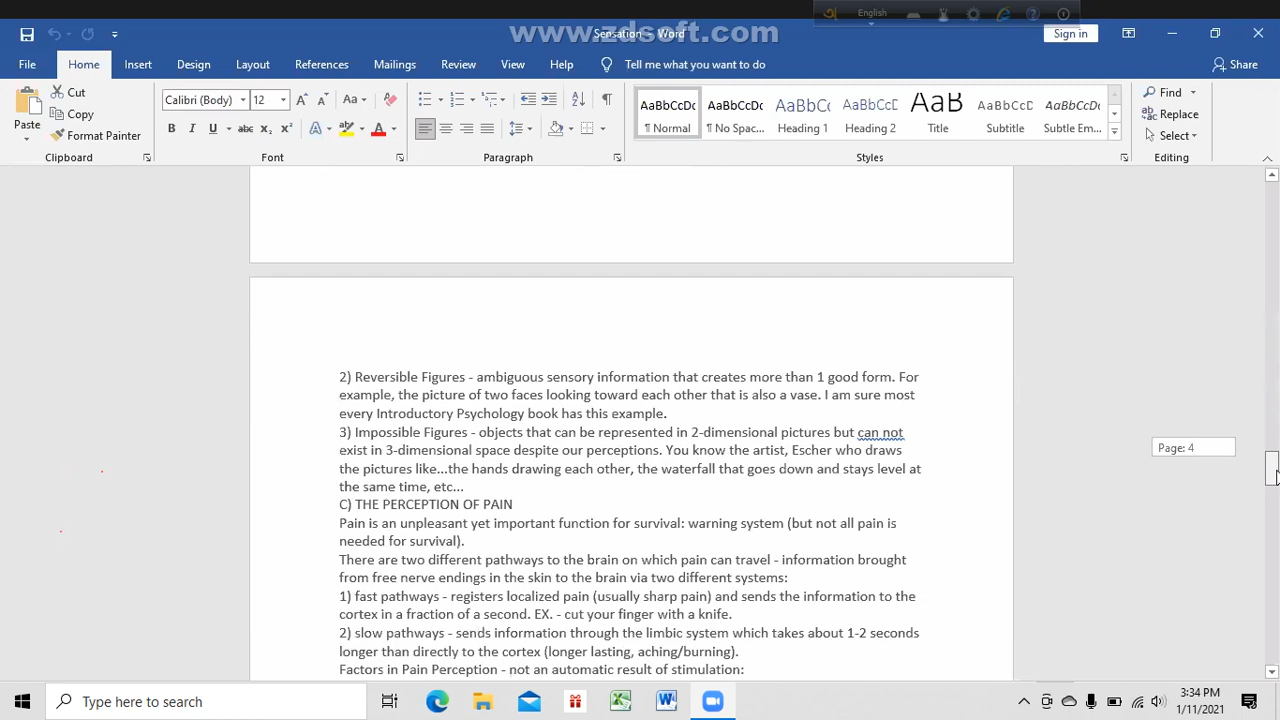 English
www.zdsoft.com
Sensation - Word
Sign in
File
Home
Insert
Design
Layout
References
Mailings
Review
View
Help
Tell me what you want to do
Share
Paste
Cut
Copy
Format Painter
Clipboard
Calibri (Body)
12
Font
Paragraph
AaBbCcDc
¶ Normal
AaBbCcDc
¶ No Spac...
AaBbCc
Heading 1
AaBbCcD
Heading 2
AaB
Title
AaBbCcD
Subtitle
AaBbCcDc
Subtle Em...
Styles
Find
Replace
Select
Editing
2) Reversible Figures - ambiguous sensory information that creates more than 1 good form. For
example, the picture of two faces looking toward each other that is also a vase. I am sure most
every Introductory Psychology book has this example.
3) Impossible Figures - objects that can be represented in 2-dimensional pictures but can not
exist in 3-dimensional space despite our perceptions. You know the artist, Escher who draws
the pictures like...the hands drawing each other, the waterfall that goes down and stays level at
the same time, etc...
C) THE PERCEPTION OF PAIN
Pain is an unpleasant yet important function for survival: warning system (but not all pain is
needed for survival).
There are two different pathways to the brain on which pain can travel - information brought
from free nerve endings in the skin to the brain via two different systems:
1) fast pathways - registers localized pain (usually sharp pain) and sends the information to the
cortex in a fraction of a second. EX. - cut your finger with a knife.
2) slow pathways - sends information through the limbic system which takes about 1-2 seconds
longer than directly to the cortex (longer lasting, aching/burning).
Factors in Pain Perception - not an automatic result of stimulation:
Page: 4
Type here to search
3:34 PM
1/11/2021